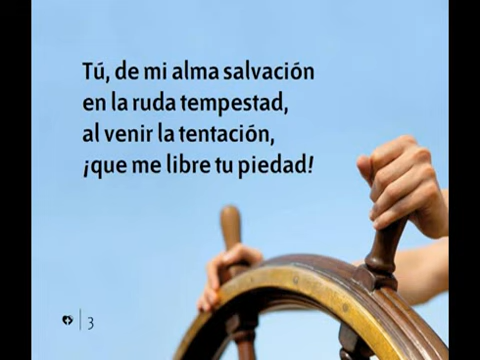 Tú, de mi alma salvación
en la ruda tempestad,
al venir la tentación,
¡que me libre tu piedad!
3